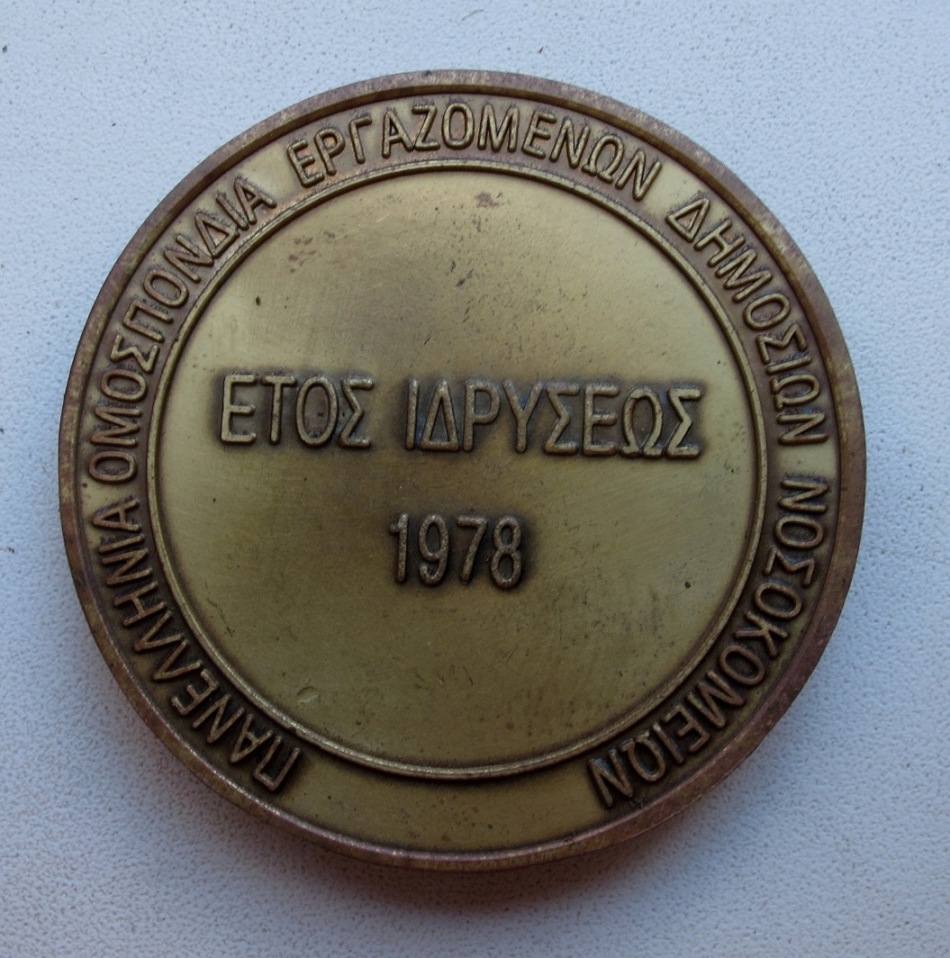 ΠΑΝΕΛΛΗΝΙΑ ΟΜΟΣΠΟΝΔΙΑ ΕΡΓΑΖΟΜΕΝΩΝ ΔΗΜΟΣΙΩΝ ΝΟΣΟΚΟΜΕΙΩΝ
ΕΤΟΣ ΙΔΡΥΣΕΩΣ
1978